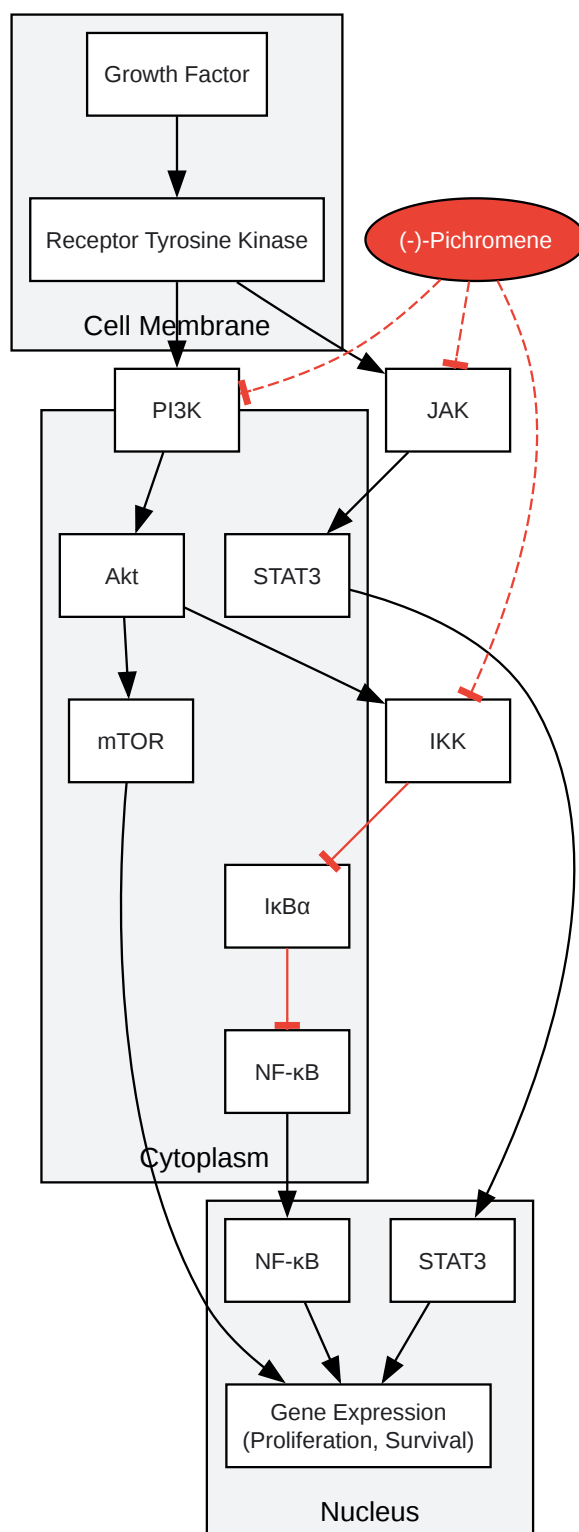 Growth Factor
Receptor Tyrosine Kinase
(-)-Pichromene
Cell Membrane
PI3K
JAK
Akt
STAT3
mTOR
IKK
IκBα
NF-κB
Cytoplasm
NF-κB
STAT3
Gene Expression
(Proliferation, Survival)
Nucleus